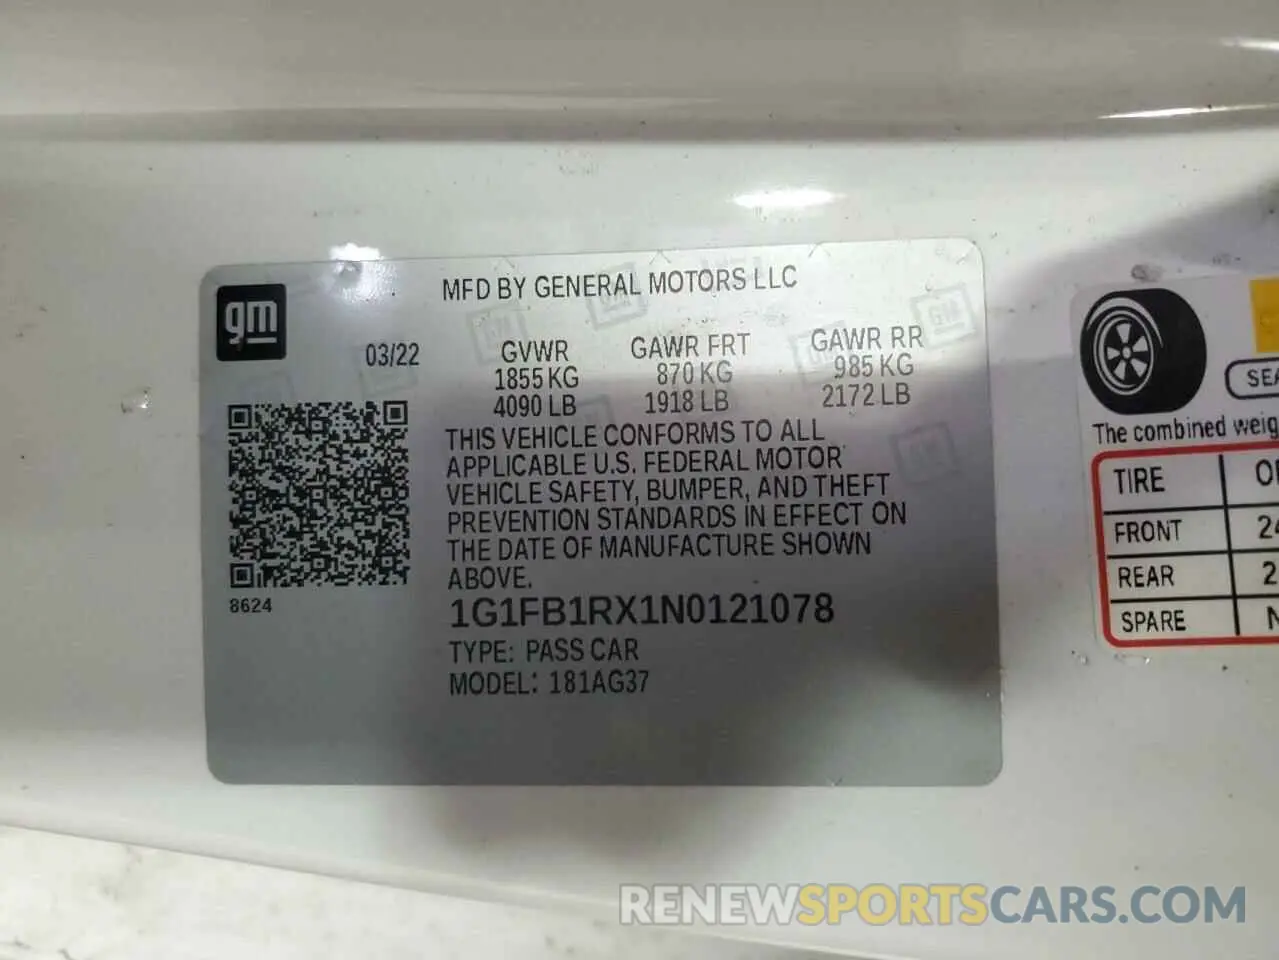 gm
MFD BY GENERAL MOTORS LLC
03/22
GVWR GAWR FRT GAWR RR
1855 KG 870 KG 985 KG
4090 LB 1918 LB 2172 LB
THIS VEHICLE CONFORMS TO ALL
APPLICABLE U.S. FEDERAL MOTOR
VEHICLE SAFETY, BUMPER, AND THEFT
PREVENTION STANDARDS IN EFFECT ON
THE DATE OF MANUFACTURE SHOWN
ABOVE.
8624
1G1FB1RX1N0121078
TYPE: PASS CAR
MODEL: 181AG37
The combined
TIRE
FRONT
REAR
SPARE
RENEWSPORTSCARS.COM